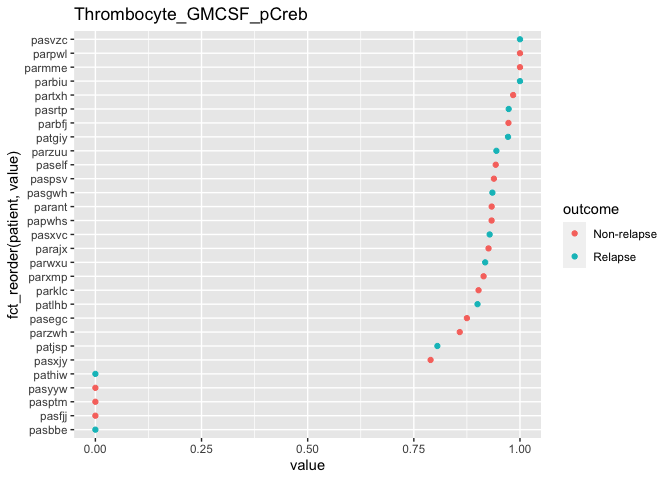 Thrombocyte_GMCSF_pCreb
fct_reorder(patient, value)
pasvzc
parpwl
parmme
parbiu
partxh
pasrtp
parbfj
patgiy
parzuu
paself
paspsv
pasgwh
parant
papwhs
pasxvc
parajx
parwxu
parxmp
parklc
patlhb
pasegc
parzwh
patjsp
pasxjy
pathiw
pasyyw
pasptm
pasfjj
pasbbe
0.00 0.25 0.50 0.75 1.00
value
outcome
Non-relapse
Relapse